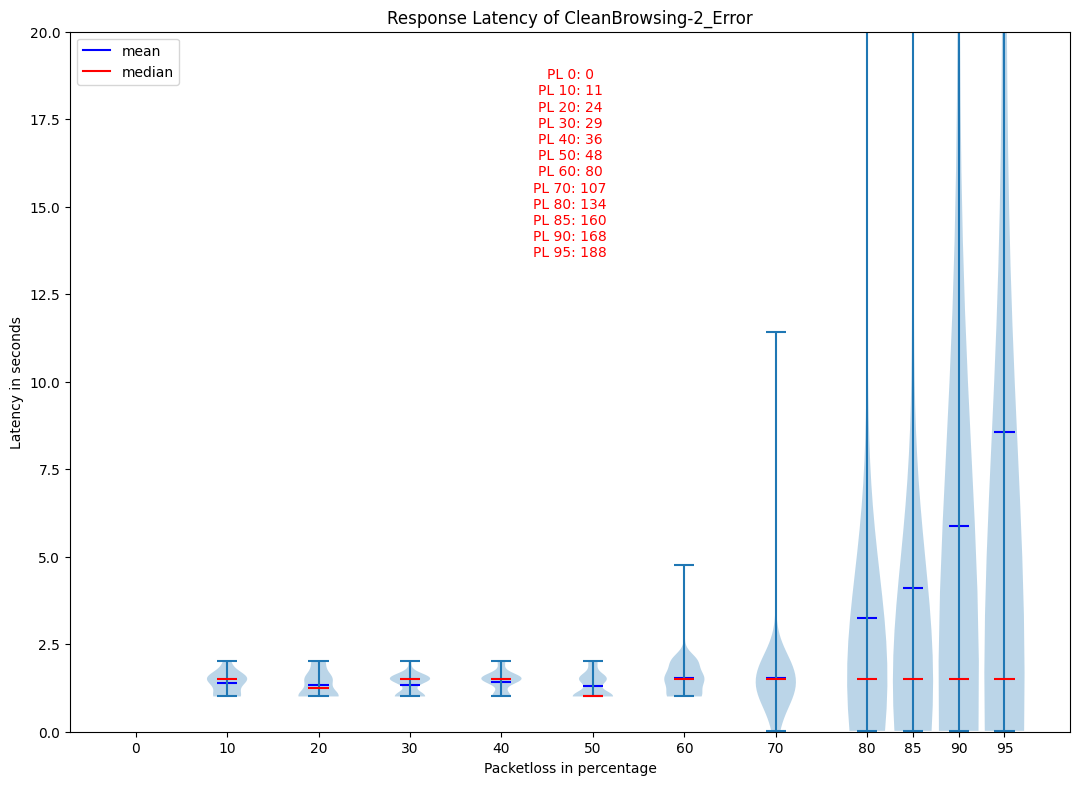 Response Latency of CleanBrowsing-2_Error
mean
median
PL 0: 0
PL 10: 11
PL 20: 24
PL 30: 29
PL 40: 36
PL 50: 48
PL 60: 80
PL 70: 107
PL 80: 134
PL 85: 160
PL 90: 168
PL 95: 188
Latency in seconds
20.0
17.5
15.0
12.5
10.0
7.5
5.0
2.5
0.0
0 10 20 30 40 50 60 70 80 85 90 95
Packetloss in percentage